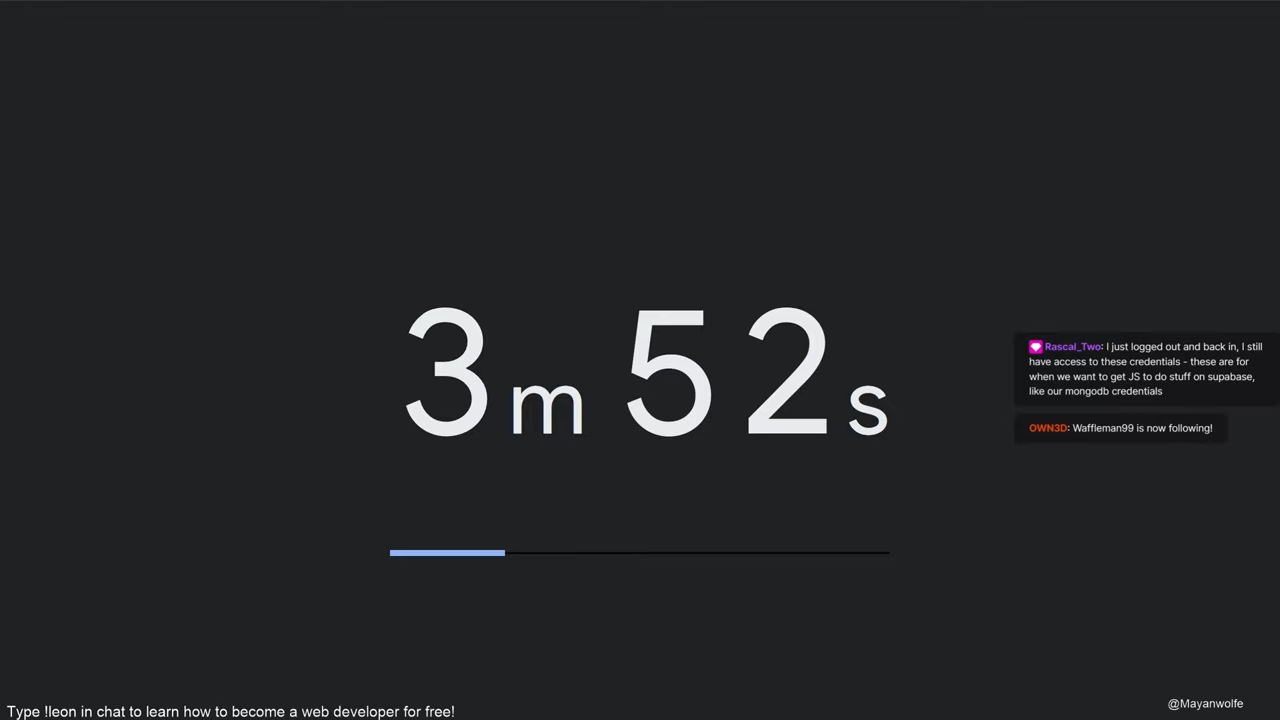 3m 52s
Rascal_Two: I just logged out and back in, I still
have access to these credentials - these are for
when we want to get JS to do stuff on supabase,
like our mongodb credentials
OWN3D: Waffleman99 is now following!
@Mayanwolfe
Type !leon in chat to learn how to become a web developer for free!